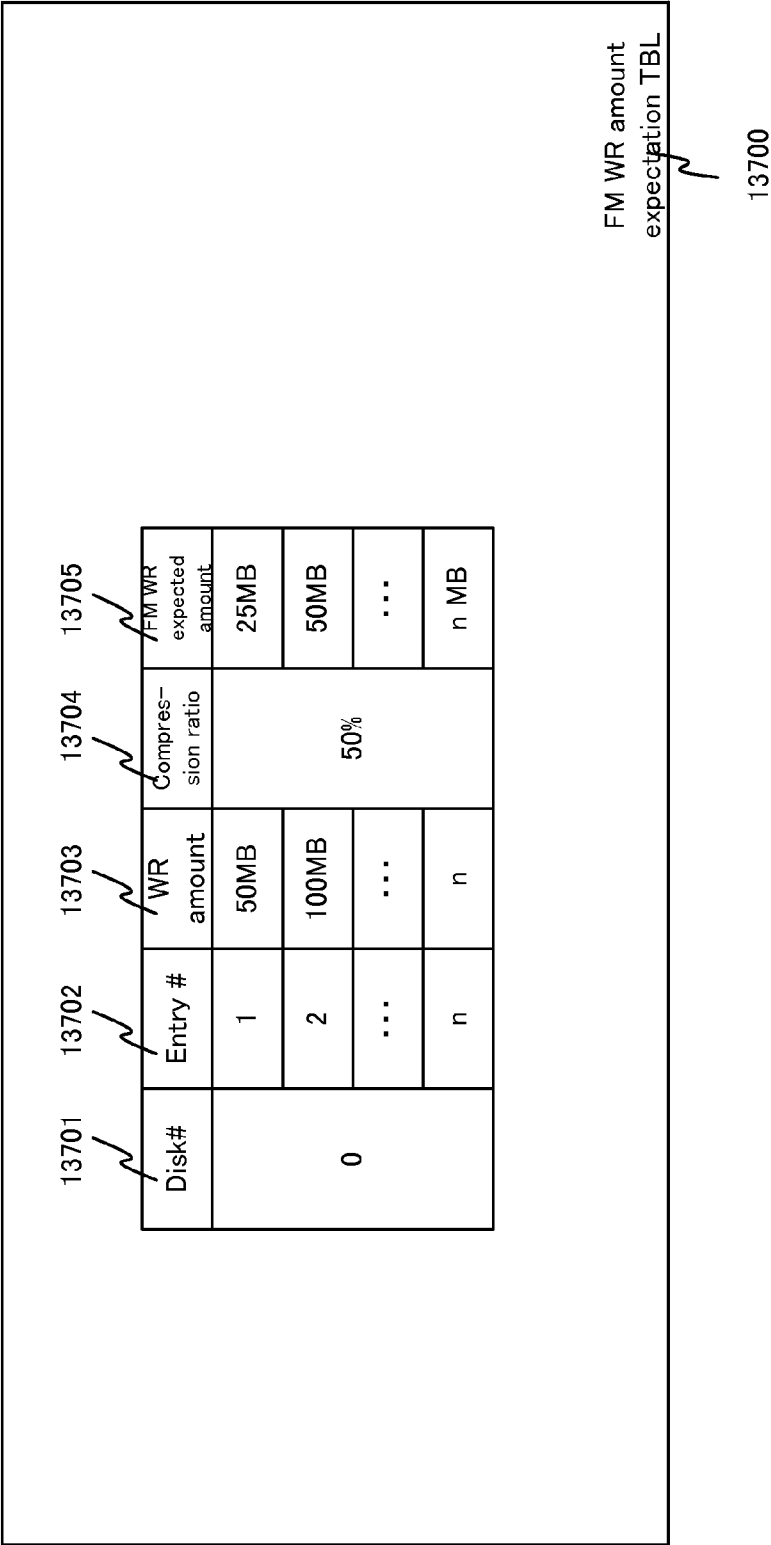 13701
13702
13703
13704
13705
Disk#
Entry #
WR
amount
Compres-
sion ratio
FM WR
expected
amount
0
1
50MB
50%
25MB
2
100MB
50MB
...
...
...
n
n
n MB
FM WR amount
expectation TBL
13700